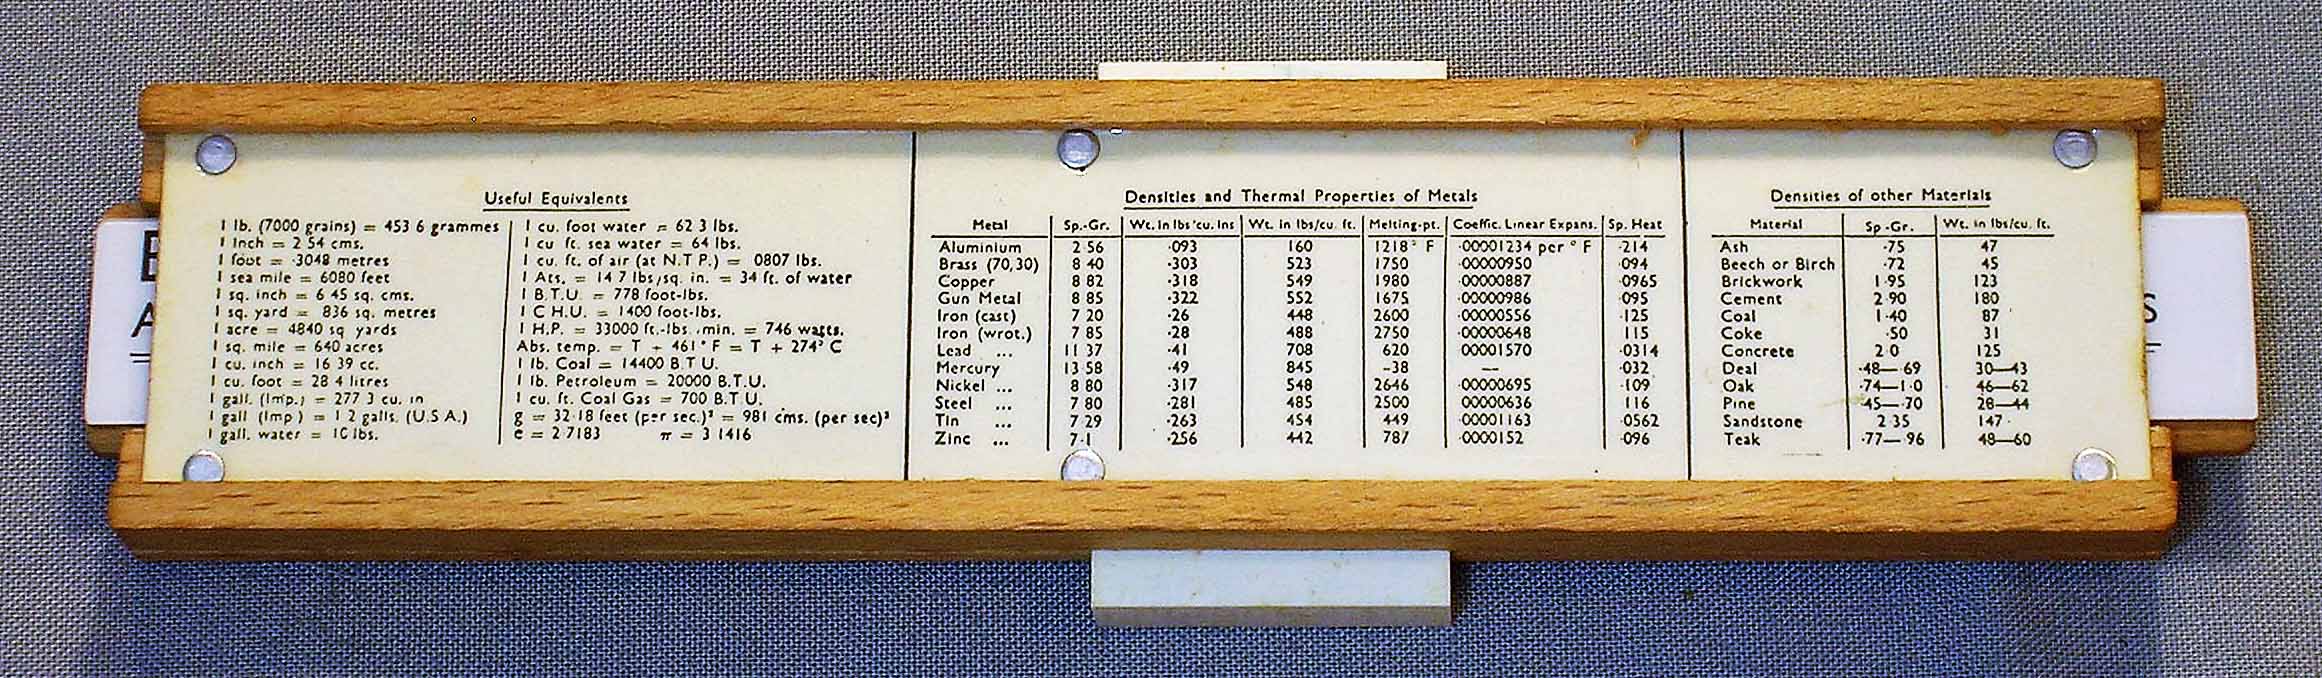 Useful Equivalents
1 lb. (7000 grains) = 453·6 grammes
1 inch = 2·54 cms.
1 foot = ·3048 metres
1 sea mile = 6080 feet
1 sq. inch = 6·45 sq. cms.
1 sq. yard = ·836 sq. metres
1 acre = 4840 sq yards
1 sq. mile = 640 acres
1 cu. inch = 16·39 cc.
1 cu. foot = 28·4 litres
1 gall. (Imp.) = 277·3 cu. in
1 gall (Imp) = 1·2 galls. (U.S.A.)
1 gall. water = 10 lbs.
1 cu. foot water = 62·3 lbs.
1 cu ft. sea water = 64 lbs.
1 cu. ft. of air (at N.T.P.) = ·0807 lbs.
1 Ats. = 14·7 lbs/sq. in. = 34 ft. of water
1 B.T.U. = 778 foot-lbs.
1 C.H.U. = 1400 foot-lbs.
1 H.P. = 33000 ft.-lbs./min. = 746 watts.
Abs. temp. = T + 461° F = T + 274° C
1 lb. Coal = 14400 B.T.U.
1 lb. Petroleum = 20000 B.T.U.
1 cu. ft. Coal Gas = 700 B.T.U.
g = 32·18 feet (per sec.)² = 981 cms. (per sec)²
e = 2·7183 π = 3·1416
Densities and Thermal Properties of Metals
Metal Sp.-Gr. Wt. in lbs/cu. ins Wt. in lbs/cu. ft. Melting-pt. Coeffic. Linear Expans. Sp. Heat
Aluminium 2·56 ·093 160 1218° F ·00001234 per ° F ·214
Brass (70,30) 8·40 ·303 523 1750 ·00000950 ·094
Copper 8·82 ·318 549 1980 ·00000887 ·0965
Gun Metal 8·85 ·322 552 1675 ·00000986 ·095
Iron (cast) 7·20 ·26 448 2600 ·00000556 ·125
Iron (wrot.) 7·85 ·28 488 2750 ·00000648 ·115
Lead ... 11·37 ·41 708 620 ·00001570 ·0314
Mercury 13·58 ·49 845 -38 — ·032
Nickel ... 8·80 ·317 548 2646 ·00000695 ·109
Steel ... 7·80 ·281 485 2500 ·00000636 ·116
Tin ... 7·29 ·263 454 449 ·00001163 ·0562
Zinc ... 7·1 ·256 442 787 ·0000152 ·096
Densities of other Materials
Material Sp.-Gr. Wt. in lbs/cu. ft.
Ash ·75 47
Beech or Birch ·72 45
Brickwork 1·95 123
Cement 2·90 180
Coal 1·40 87
Coke ·50 31
Concrete 2·0 125
Deal ·48—·69 30—43
Oak ·74—1·0 46—62
Pine ·45—·70 28—44
Sandstone 2·35 147
Teak ·77—·96 48—60